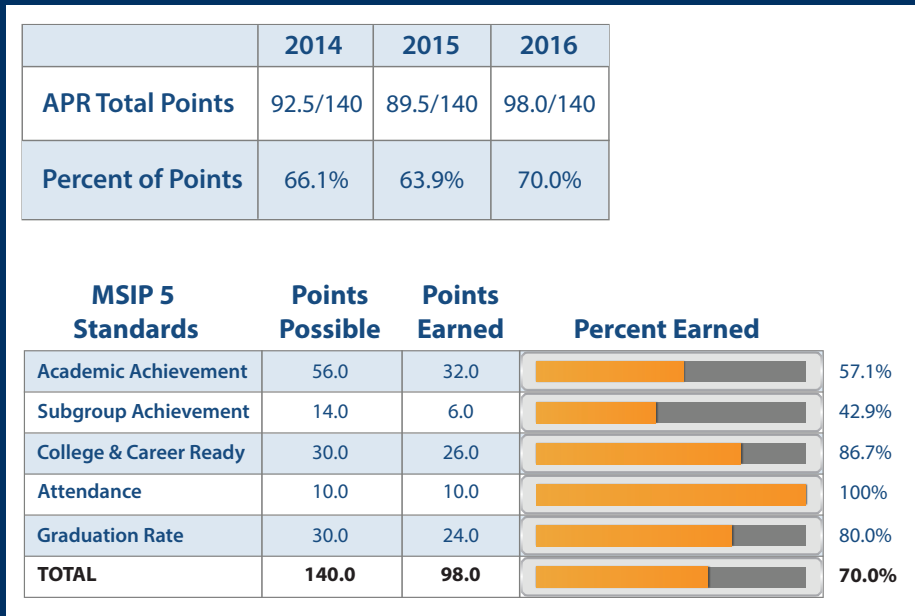 2014 2015 2016
APR Total Points 92.5/140 89.5/140 98.0/140
Percent of Points 66.1% 63.9% 70.0%
MSIP 5 Points Points
Standards Possible Earned Percent Earned
Academic Achievement 56.0 32.0 57.1%
Subgroup Achievement 14.0 6.0 42.9%
College & Career Ready 30.0 26.0 86.7%
Attendance 10.0 10.0 100%
Graduation Rate 30.0 24.0 80.0%
TOTAL 140.0 98.0 70.0%